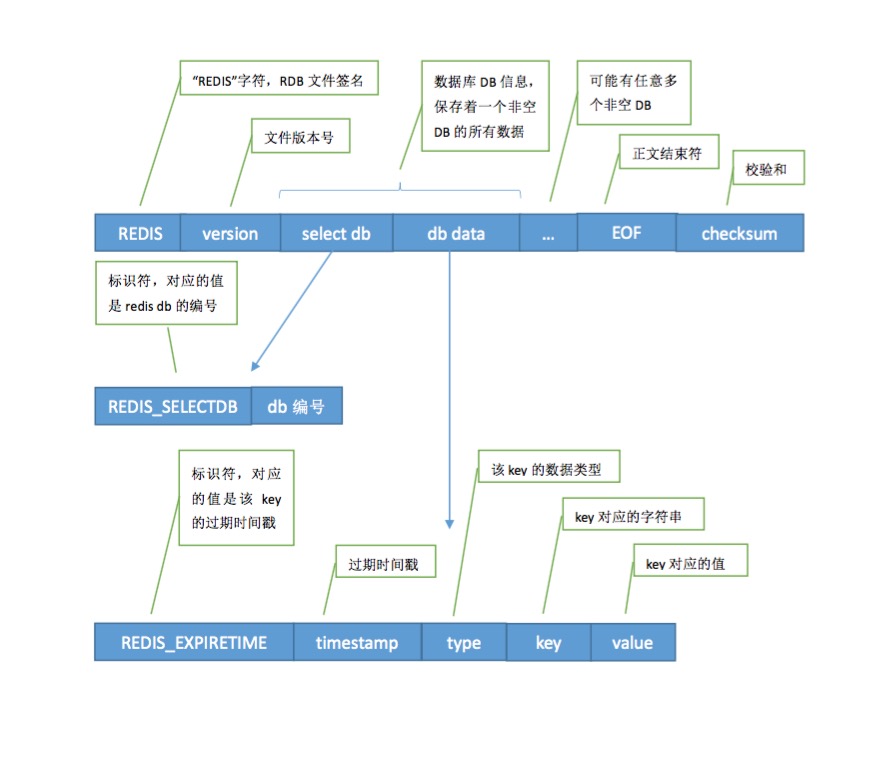 “REDIS”字符，RDB 文件签名
数据库 DB 信息，
保存着一个非空
DB 的所有数据
可能有任意多
个非空 DB
文件版本号
正文结束符
校验和
REDIS
version
select db
db data
...
EOF
checksum
标识符，对应的值
是 redis db 的编号
REDIS_SELECTDB
db 编号
标识符，对应
的值是该 key
的过期时间戳
该 key 的数据类型
key 对应的字符串
过期时间戳
key 对应的值
REDIS_EXPIRETIME
timestamp
type
key
value